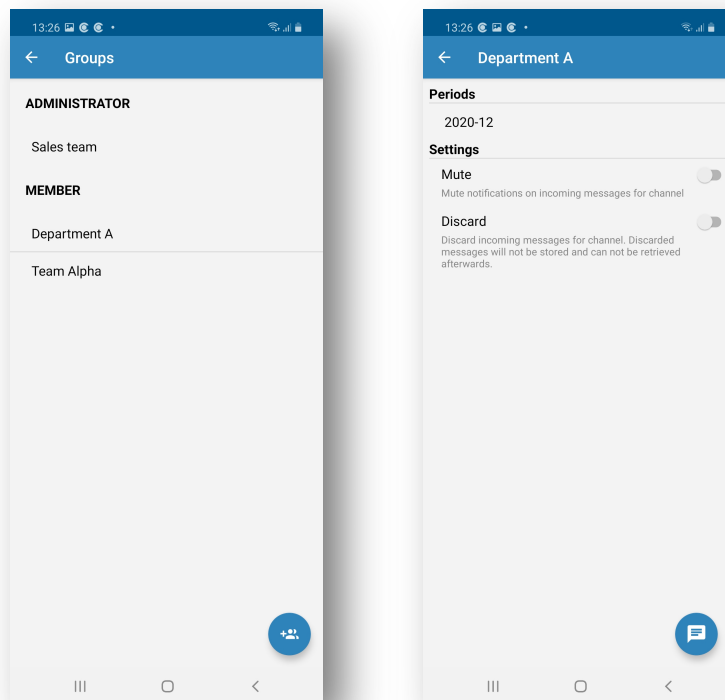 13:26
Groups
ADMINISTRATOR
Sales team
MEMBER
Department A
Team Alpha
13:26
Department A
Periods
2020-12
Settings
Mute
Mute notifications on incoming messages for channel
Discard
Discard incoming messages for channel. Discarded
messages will not be stored and can not be retrieved
afterwards.